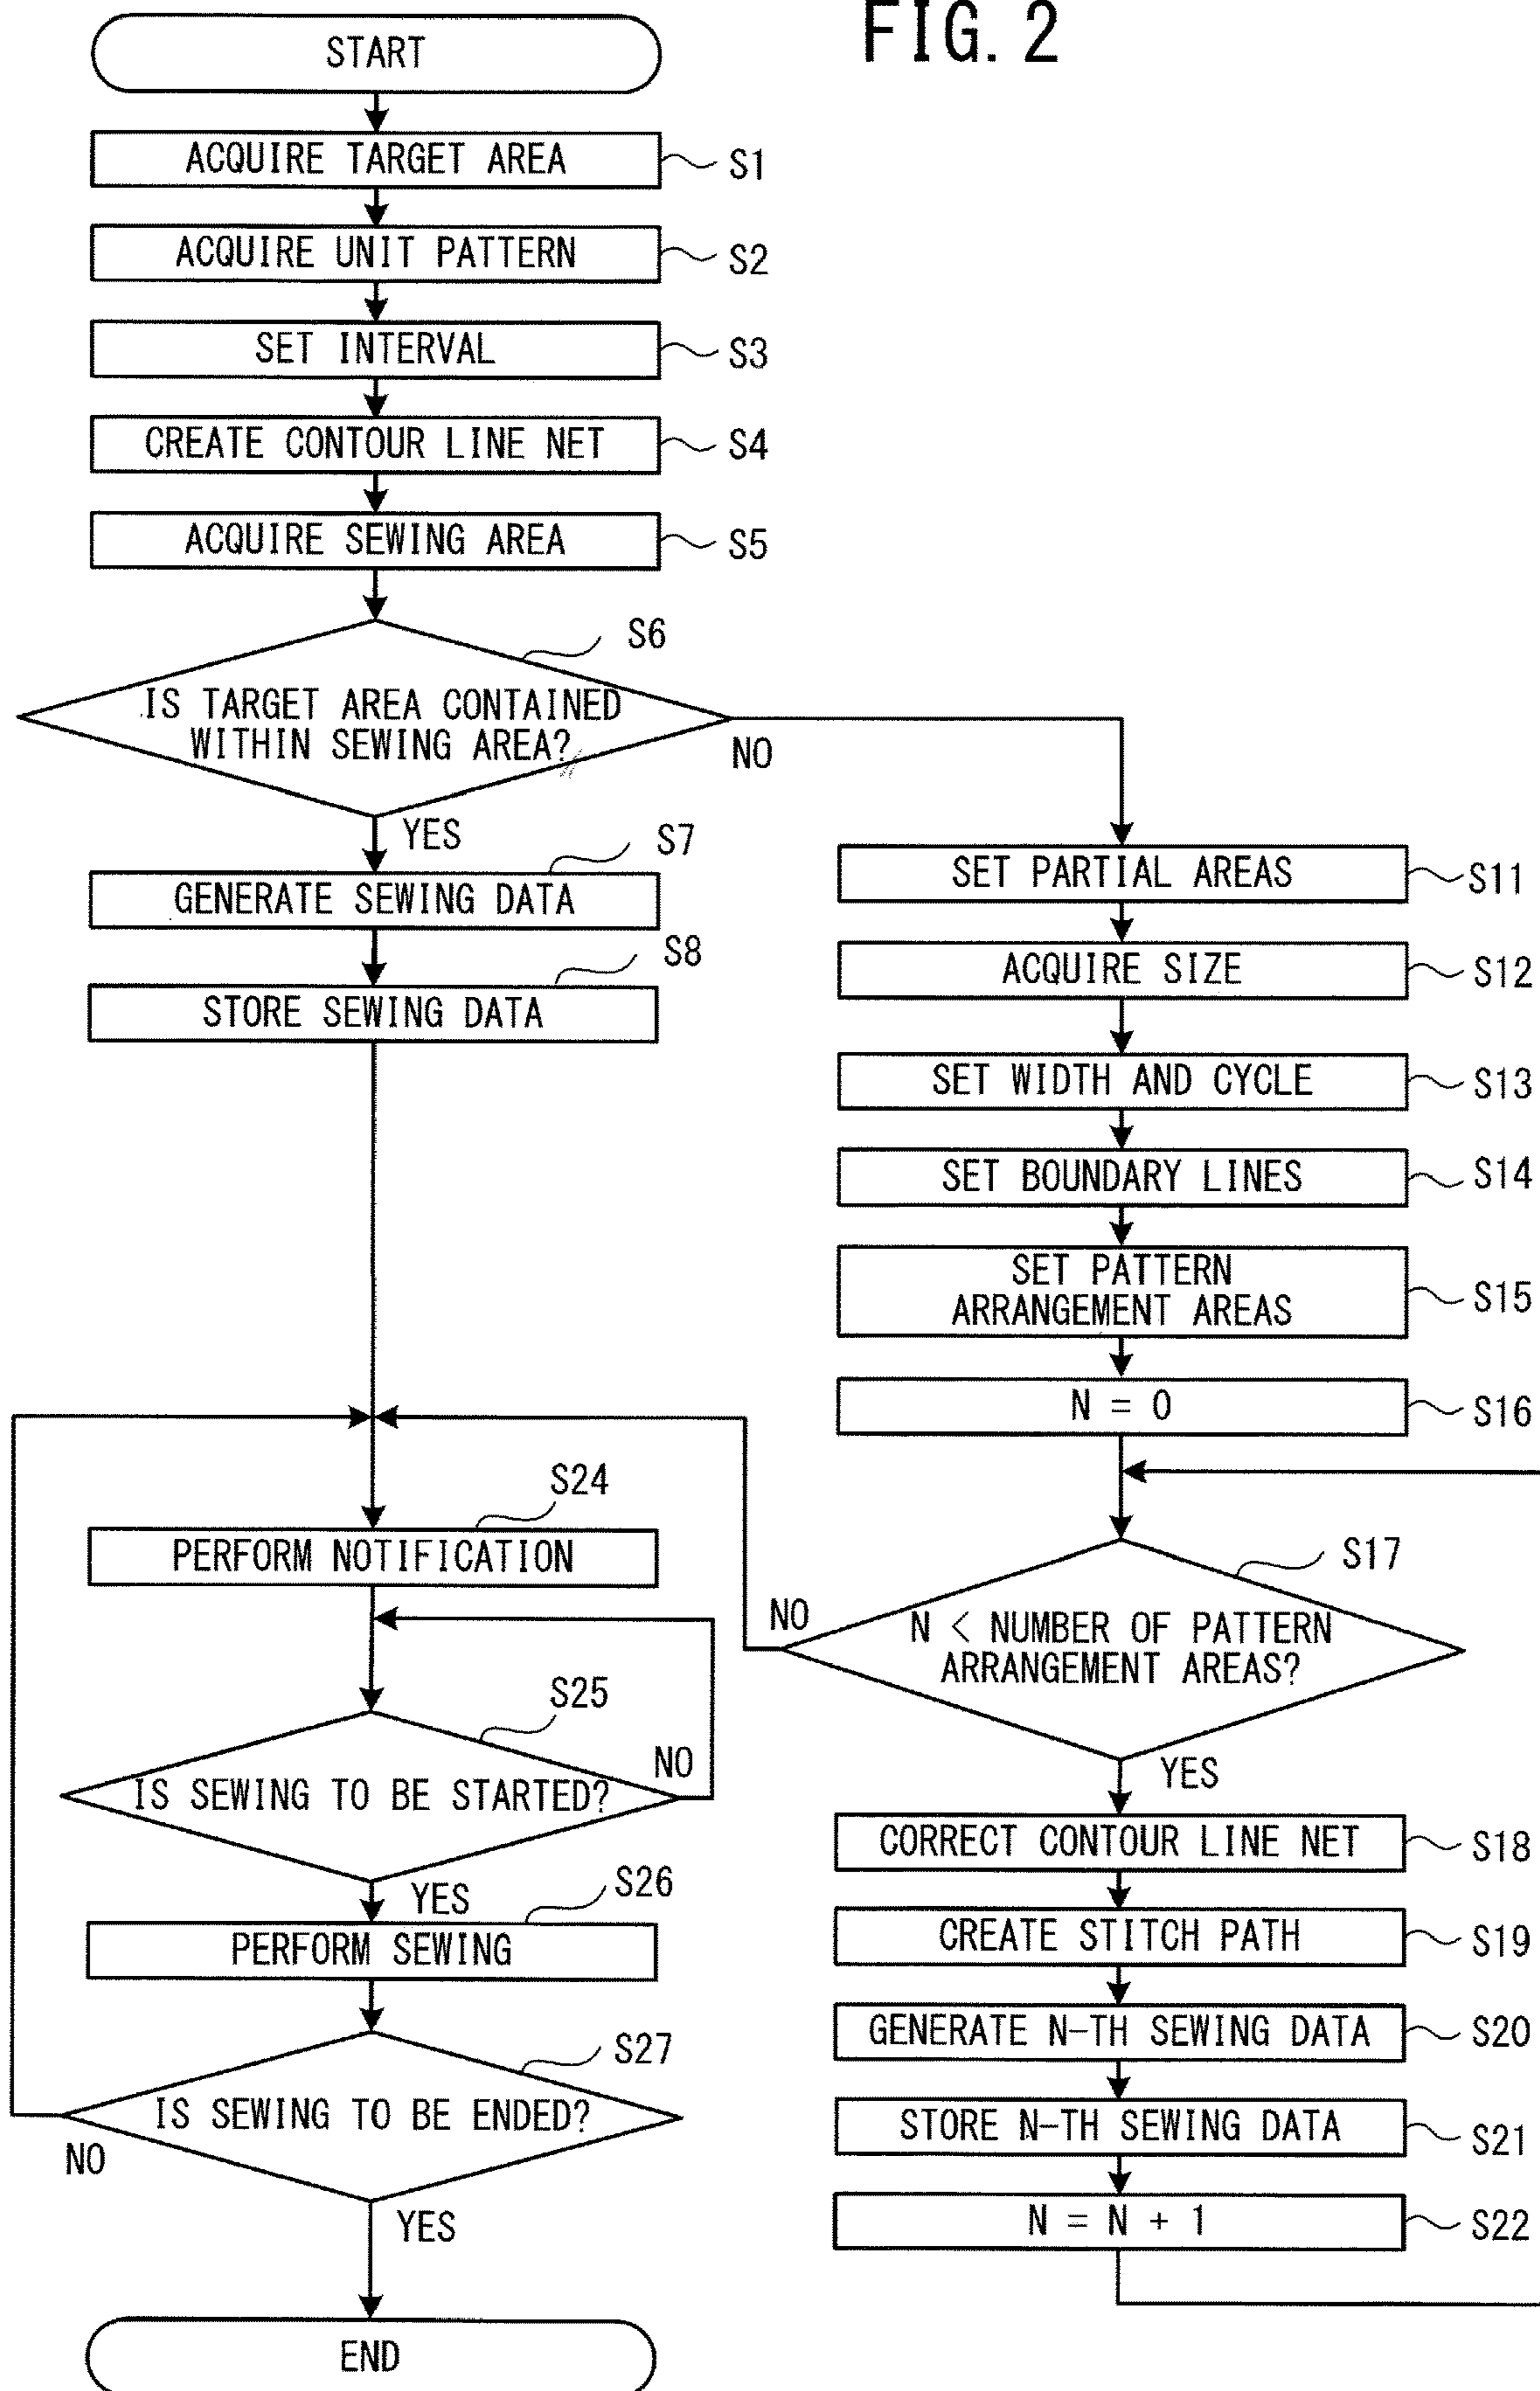 FIG. 2
START
ACQUIRE TARGET AREA
S1
ACQUIRE UNIT PATTERN
S2
SET INTERVAL
S3
CREATE CONTOUR LINE NET
S4
ACQUIRE SEWING AREA
S5
S6
IS TARGET AREA CONTAINED
WITHIN SEWING AREA?
NO
YES
S7
GENERATE SEWING DATA
S8
STORE SEWING DATA
SET PARTIAL AREAS
S11
ACQUIRE SIZE
S12
SET WIDTH AND CYCLE
S13
SET BOUNDARY LINES
S14
SET PATTERN
ARRANGEMENT AREAS
S15
N = 0
S16
S17
N < NUMBER OF PATTERN
ARRANGEMENT AREAS?
NO
YES
CORRECT CONTOUR LINE NET
S18
CREATE STITCH PATH
S19
GENERATE N-TH SEWING DATA
S20
STORE N-TH SEWING DATA
S21
N = N + 1
S22
S24
PERFORM NOTIFICATION
S25
IS SEWING TO BE STARTED?
NO
YES
S26
PERFORM SEWING
S27
IS SEWING TO BE ENDED?
NO
YES
END